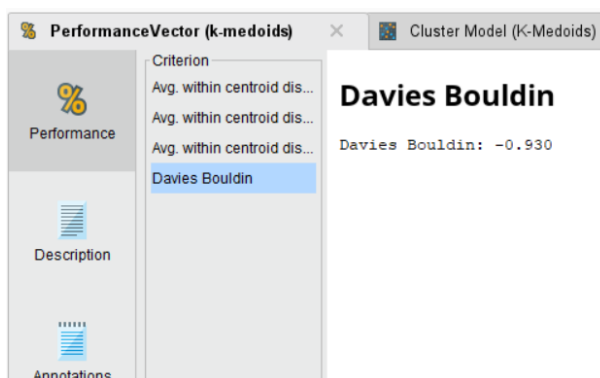 PerformanceVector (k-medoids)
Cluster Model (K-Medoids)
Performance
Description
Annotations
Criterion
Avg. within centroid dis...
Avg. within centroid dis...
Avg. within centroid dis...
Davies Bouldin
Davies Bouldin
Davies Bouldin: -0.930